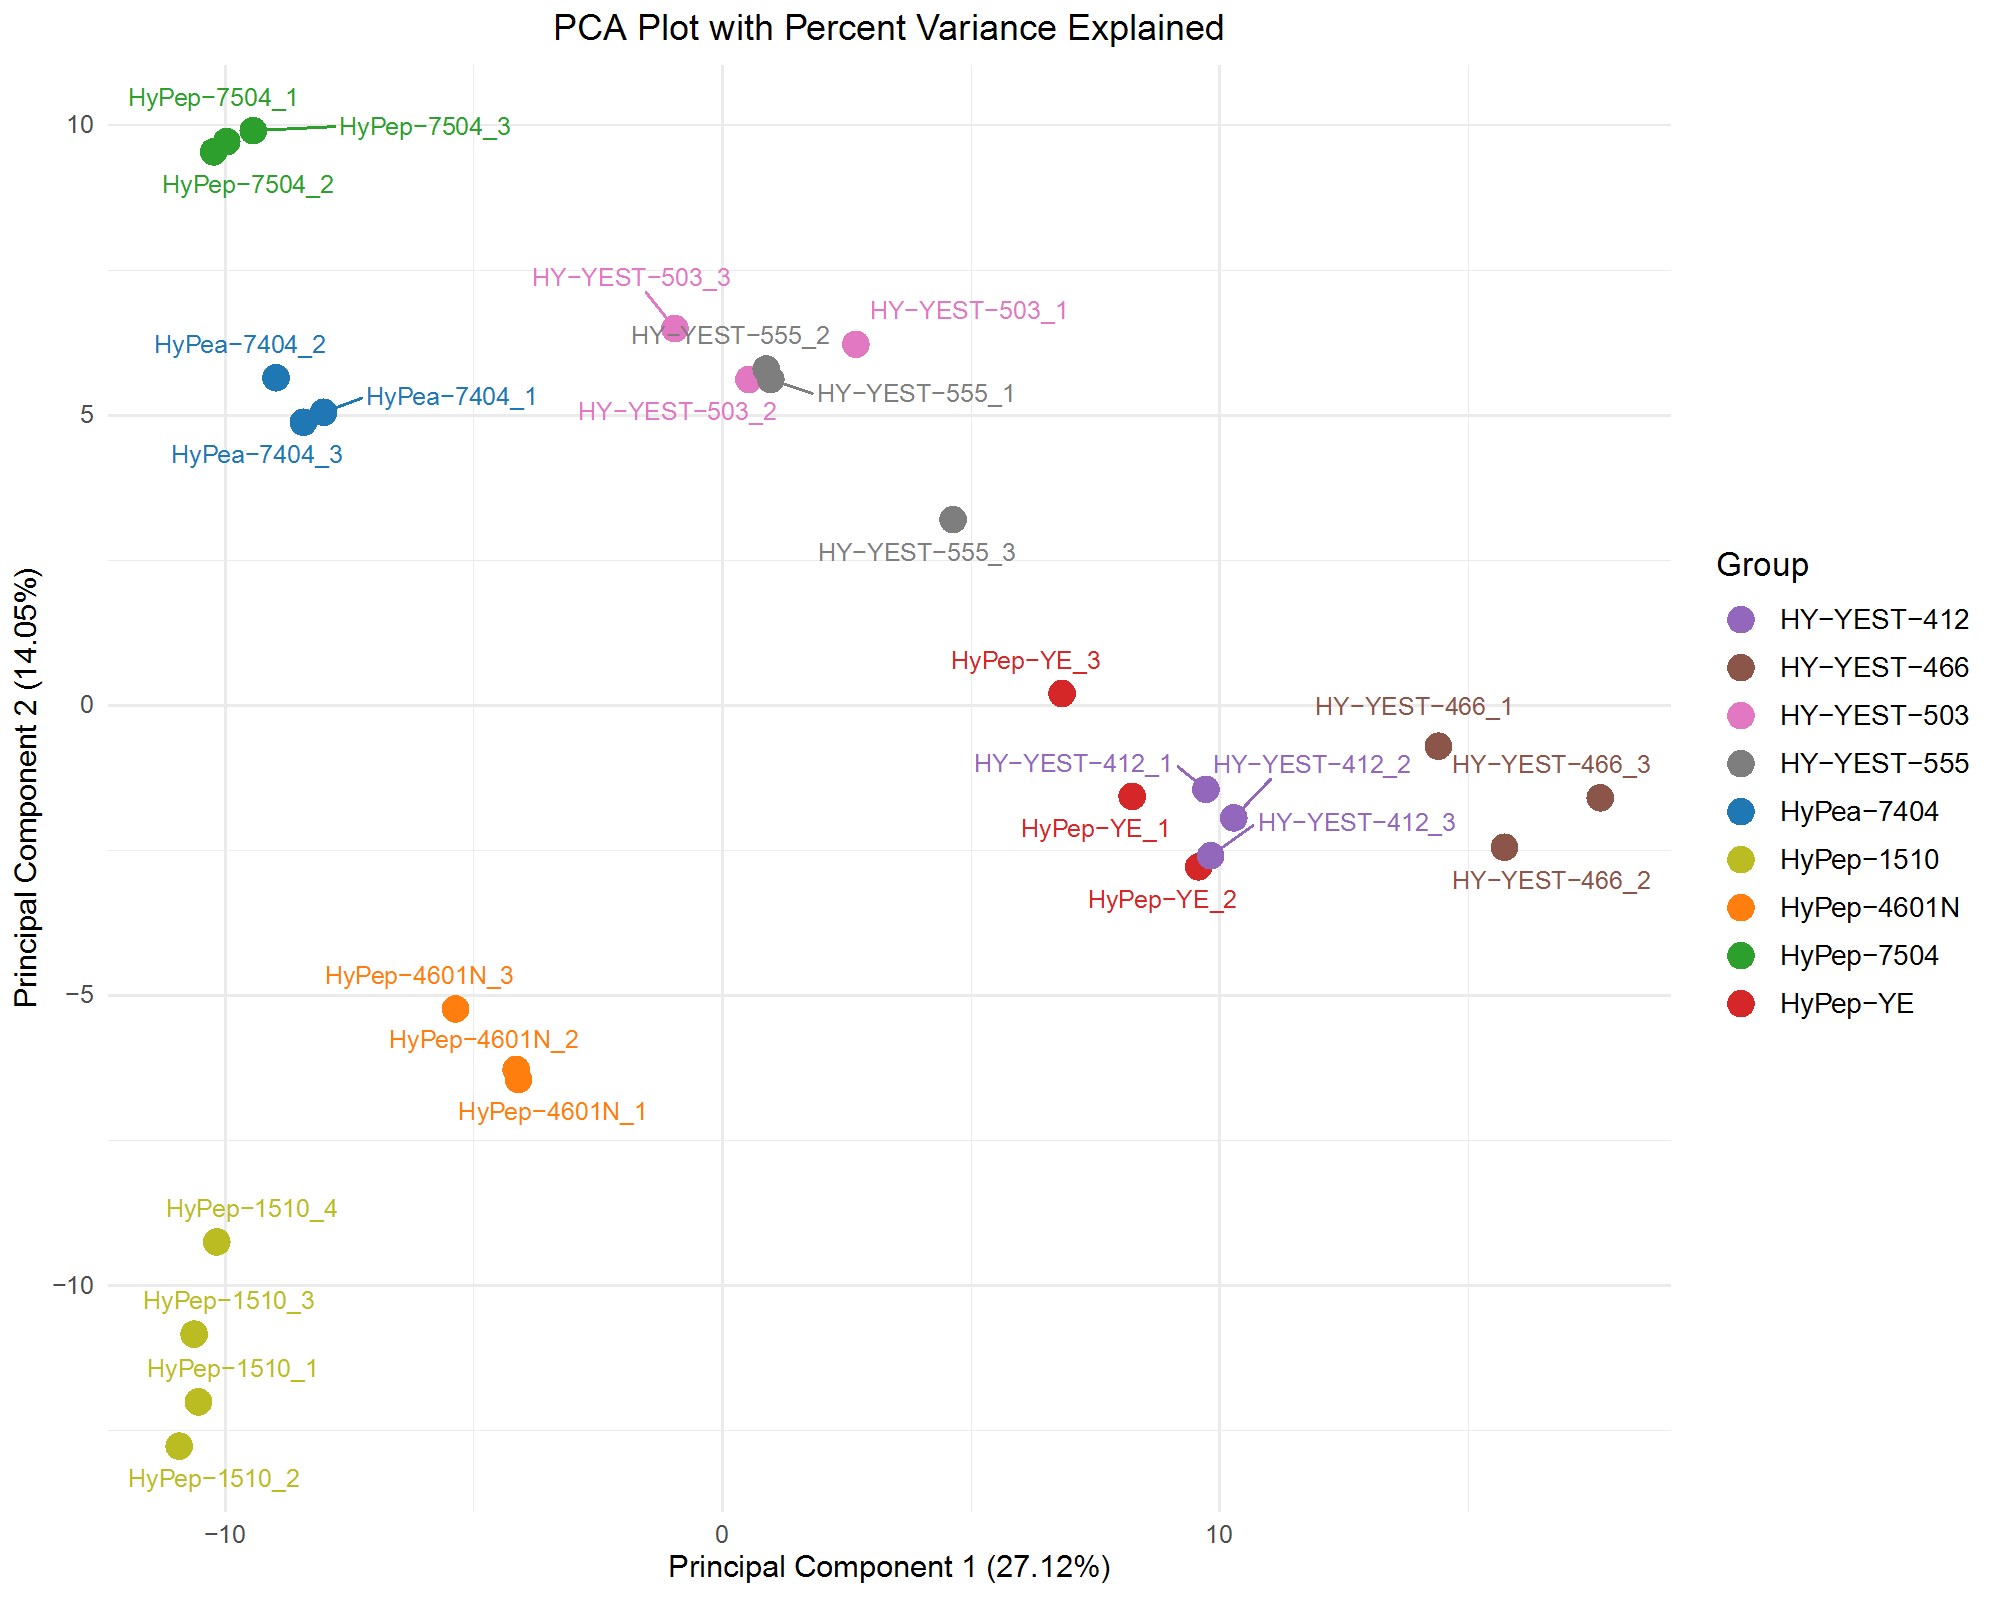 PCA Plot with Percent Variance Explained
HyPep−7504_1
10
HyPep−7504_3
HyPep−7504_2
HY−YEST−503_3
HY−YEST−503_1
HY−YEST−555_2
HyPea−7404_2
HY−YEST−555_1
HyPea−7404_1
HY−YEST−503_2
5
HyPea−7404_3
HY−YEST−555_3
HyPep−YE_3
0
HY−YEST−466_1
HY−YEST−412_1
HY−YEST−412_2
HY−YEST−466_3
HyPep−YE_1
HY−YEST−412_3
HY−YEST−466_2
HyPep−YE_2
HyPep−4601N_3
−5
HyPep−4601N_2
HyPep−4601N_1
HyPep−1510_4
−10
HyPep−1510_3
HyPep−1510_1
HyPep−1510_2
−10
0
10
Principal Component 1 (27.12%)
Principal Component 2 (14.05%)
Group
HY−YEST−412
HY−YEST−466
HY−YEST−503
HY−YEST−555
HyPea−7404
HyPep−1510
HyPep−4601N
HyPep−7504
HyPep−YE